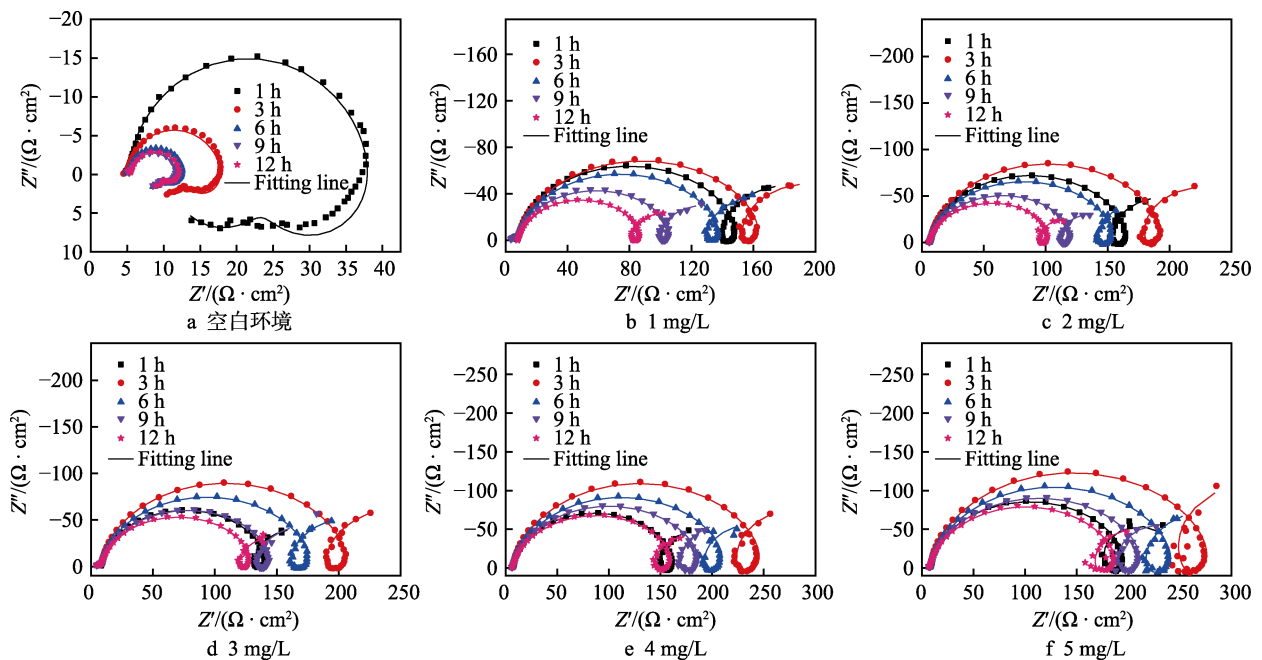 −20
−15
−10
−5
0
5
10
Z″/(Ω · cm²)
1 h
3 h
6 h
9 h
12 h
Fitting line
0 5 10 15 20 25 30 35 40
Z′/(Ω · cm²)
a 空白环境
−160
−120
−80
−40
0
Z″/(Ω · cm²)
1 h
3 h
6 h
9 h
12 h
Fitting line
0 40 80 120 160 200
Z′/(Ω · cm²)
b 1 mg/L
−200
−150
−100
−50
0
Z″/(Ω · cm²)
1 h
3 h
6 h
9 h
12 h
Fitting line
0 50 100 150 200 250
Z′/(Ω · cm²)
c 2 mg/L
−200
−150
−100
−50
0
Z″/(Ω · cm²)
1 h
3 h
6 h
9 h
12 h
Fitting line
0 50 100 150 200 250
Z′/(Ω · cm²)
d 3 mg/L
−250
−200
−150
−100
−50
0
Z″/(Ω · cm²)
1 h
3 h
6 h
9 h
12 h
Fitting line
0 50 100 150 200 250 300
Z′/(Ω · cm²)
e 4 mg/L
−250
−200
−150
−100
−50
0
Z″/(Ω · cm²)
1 h
3 h
6 h
9 h
12 h
Fitting line
0 50 100 150 200 250 300
Z′/(Ω · cm²)
f 5 mg/L